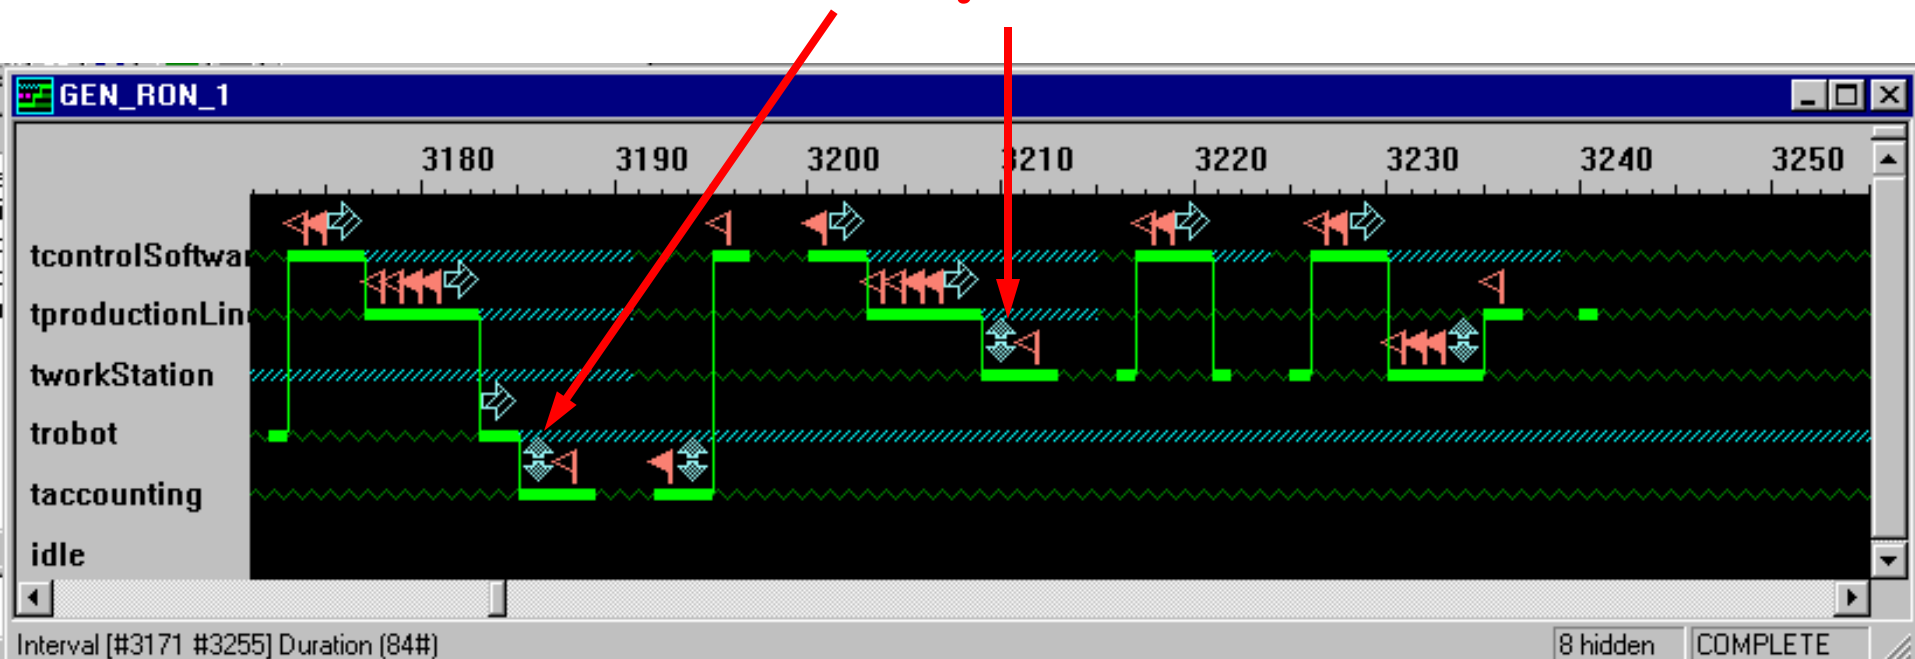 GEN_RON_1
3180 3190 3200 3210 3220 3230 3240 3250
tcontrolSoftwar
tproductionLin
tworkStation
trobot
taccounting
idle
Interval [#3171 #3255] Duration (84#) 8 hidden COMPLETE